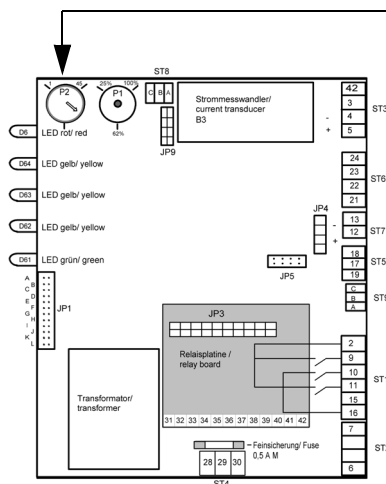 ST8
1 45
P2
25% 100%
P1
62%
C B A
JP9
Strommesswandler/
current transducer
B3
42
3
4
5
-
+
ST3
D6 LED rot/ red
D64 LED gelb/ yellow
D63 LED gelb/ yellow
D62 LED gelb/ yellow
D61 LED grün/ green
24
23
22
21
ST6
JP4
-
+
13
12
ST7
JP5
18
17
19
ST5
C
B
A
A
B
C
D
E
F
G
H
I
J
K
L
JP1
JP3
Relaisplatine /
relay board
31 32 33 34 35 36 37 38 39 40 41 42
2
9
10
11
15
16
Transformator/
transformer
Feinsicherung/ Fuse
0,5 A M
28 29 30
ST4
7
6